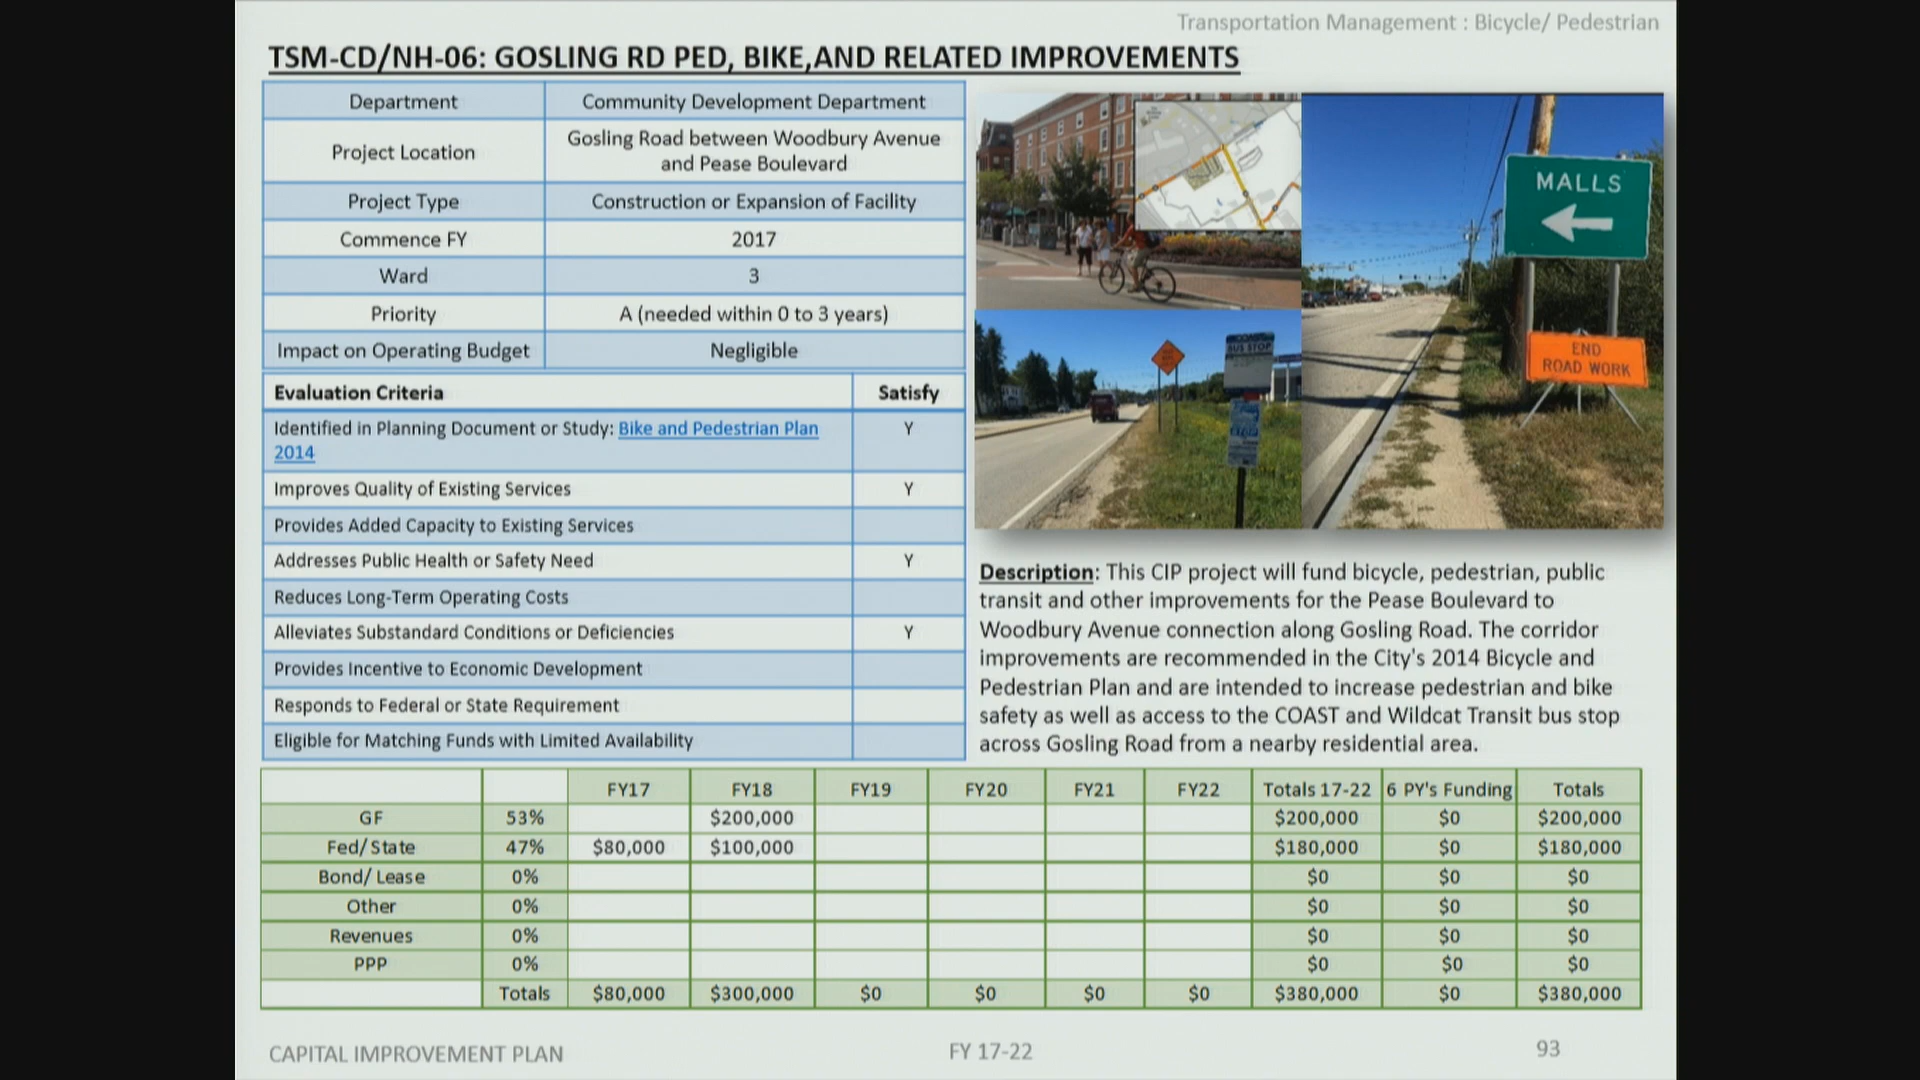 Transportation Management : Bicycle/ Pedestrian
TSM-CD/NH-06: GOSLING RD PED, BIKE,AND RELATED IMPROVEMENTS
Department Community Development Department
Project Location Gosling Road between Woodbury Avenue
and Pease Boulevard
Project Type Construction or Expansion of Facility
Commence FY 2017
Ward 3
Priority A (needed within 0 to 3 years)
Impact on Operating Budget Negligible
Evaluation Criteria Satisfy
Identified in Planning Document or Study: Bike and Pedestrian Plan Y
2014
Improves Quality of Existing Services Y
Provides Added Capacity to Existing Services
Addresses Public Health or Safety Need Y
Reduces Long-Term Operating Costs
Alleviates Substandard Conditions or Deficiencies Y
Provides Incentive to Economic Development
Responds to Federal or State Requirement
Eligible for Matching Funds with Limited Availability
MALLS
END
ROAD WORK
BUS STOP
Description: This CIP project will fund bicycle, pedestrian, public
transit and other improvements for the Pease Boulevard to
Woodbury Avenue connection along Gosling Road. The corridor
improvements are recommended in the City's 2014 Bicycle and
Pedestrian Plan and are intended to increase pedestrian and bike
safety as well as access to the COAST and Wildcat Transit bus stop
across Gosling Road from a nearby residential area.
FY17 FY18 FY19 FY20 FY21 FY22 Totals 17-22 6 PY's Funding Totals
GF 53% $200,000 $200,000 $0 $200,000
Fed/ State 47% $80,000 $100,000 $180,000 $0 $180,000
Bond/ Lease 0% $0 $0 $0
Other 0% $0 $0 $0
Revenues 0% $0 $0 $0
PPP 0% $0 $0 $0
Totals $80,000 $300,000 $0 $0 $0 $0 $380,000 $0 $380,000
CAPITAL IMPROVEMENT PLAN FY 17-22 93